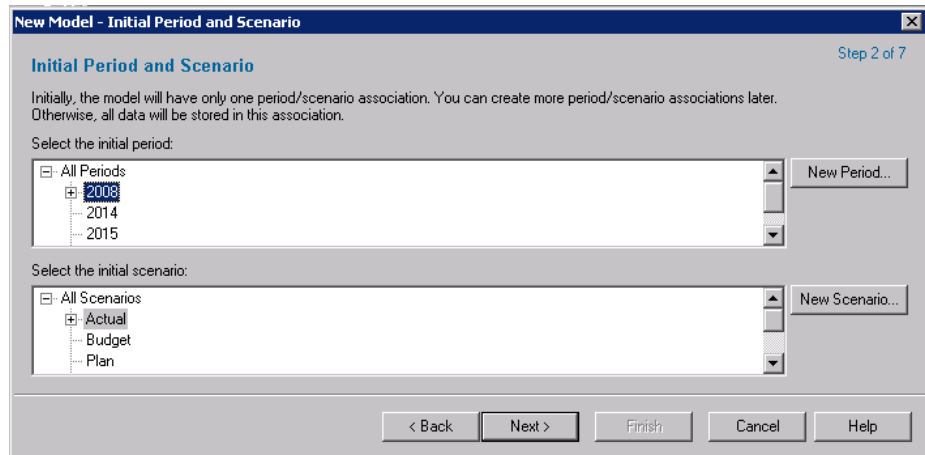 New Model - Initial Period and Scenario
Step 2 of 7
Initial Period and Scenario
Initially, the model will have only one period/scenario association. You can create more period/scenario associations later.
Otherwise, all data will be stored in this association.
Select the initial period:
All Periods
New Period...
2008
2014
2015
Select the initial scenario:
All Scenarios
New Scenario...
Actual
Budget
Plan
< Back
Next >
Finish
Cancel
Help